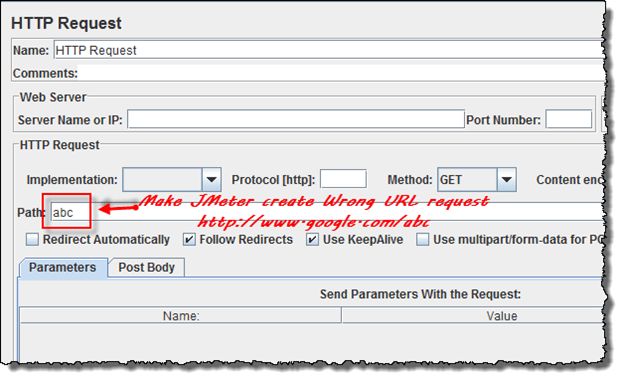 HTTP Request
Name: HTTP Request
Comments:
Web Server
Server Name or IP: Port Number:
HTTP Request
Implementation: Protocol [http]: Method: GET Content enc
Path: abc
Make JMeter create Wrong URL request
http://www.google.com/abc
Redirect Automatically Follow Redirects Use KeepAlive Use multipart/form-data for PO
Parameters Post Body
Send Parameters With the Request:
Name: Value